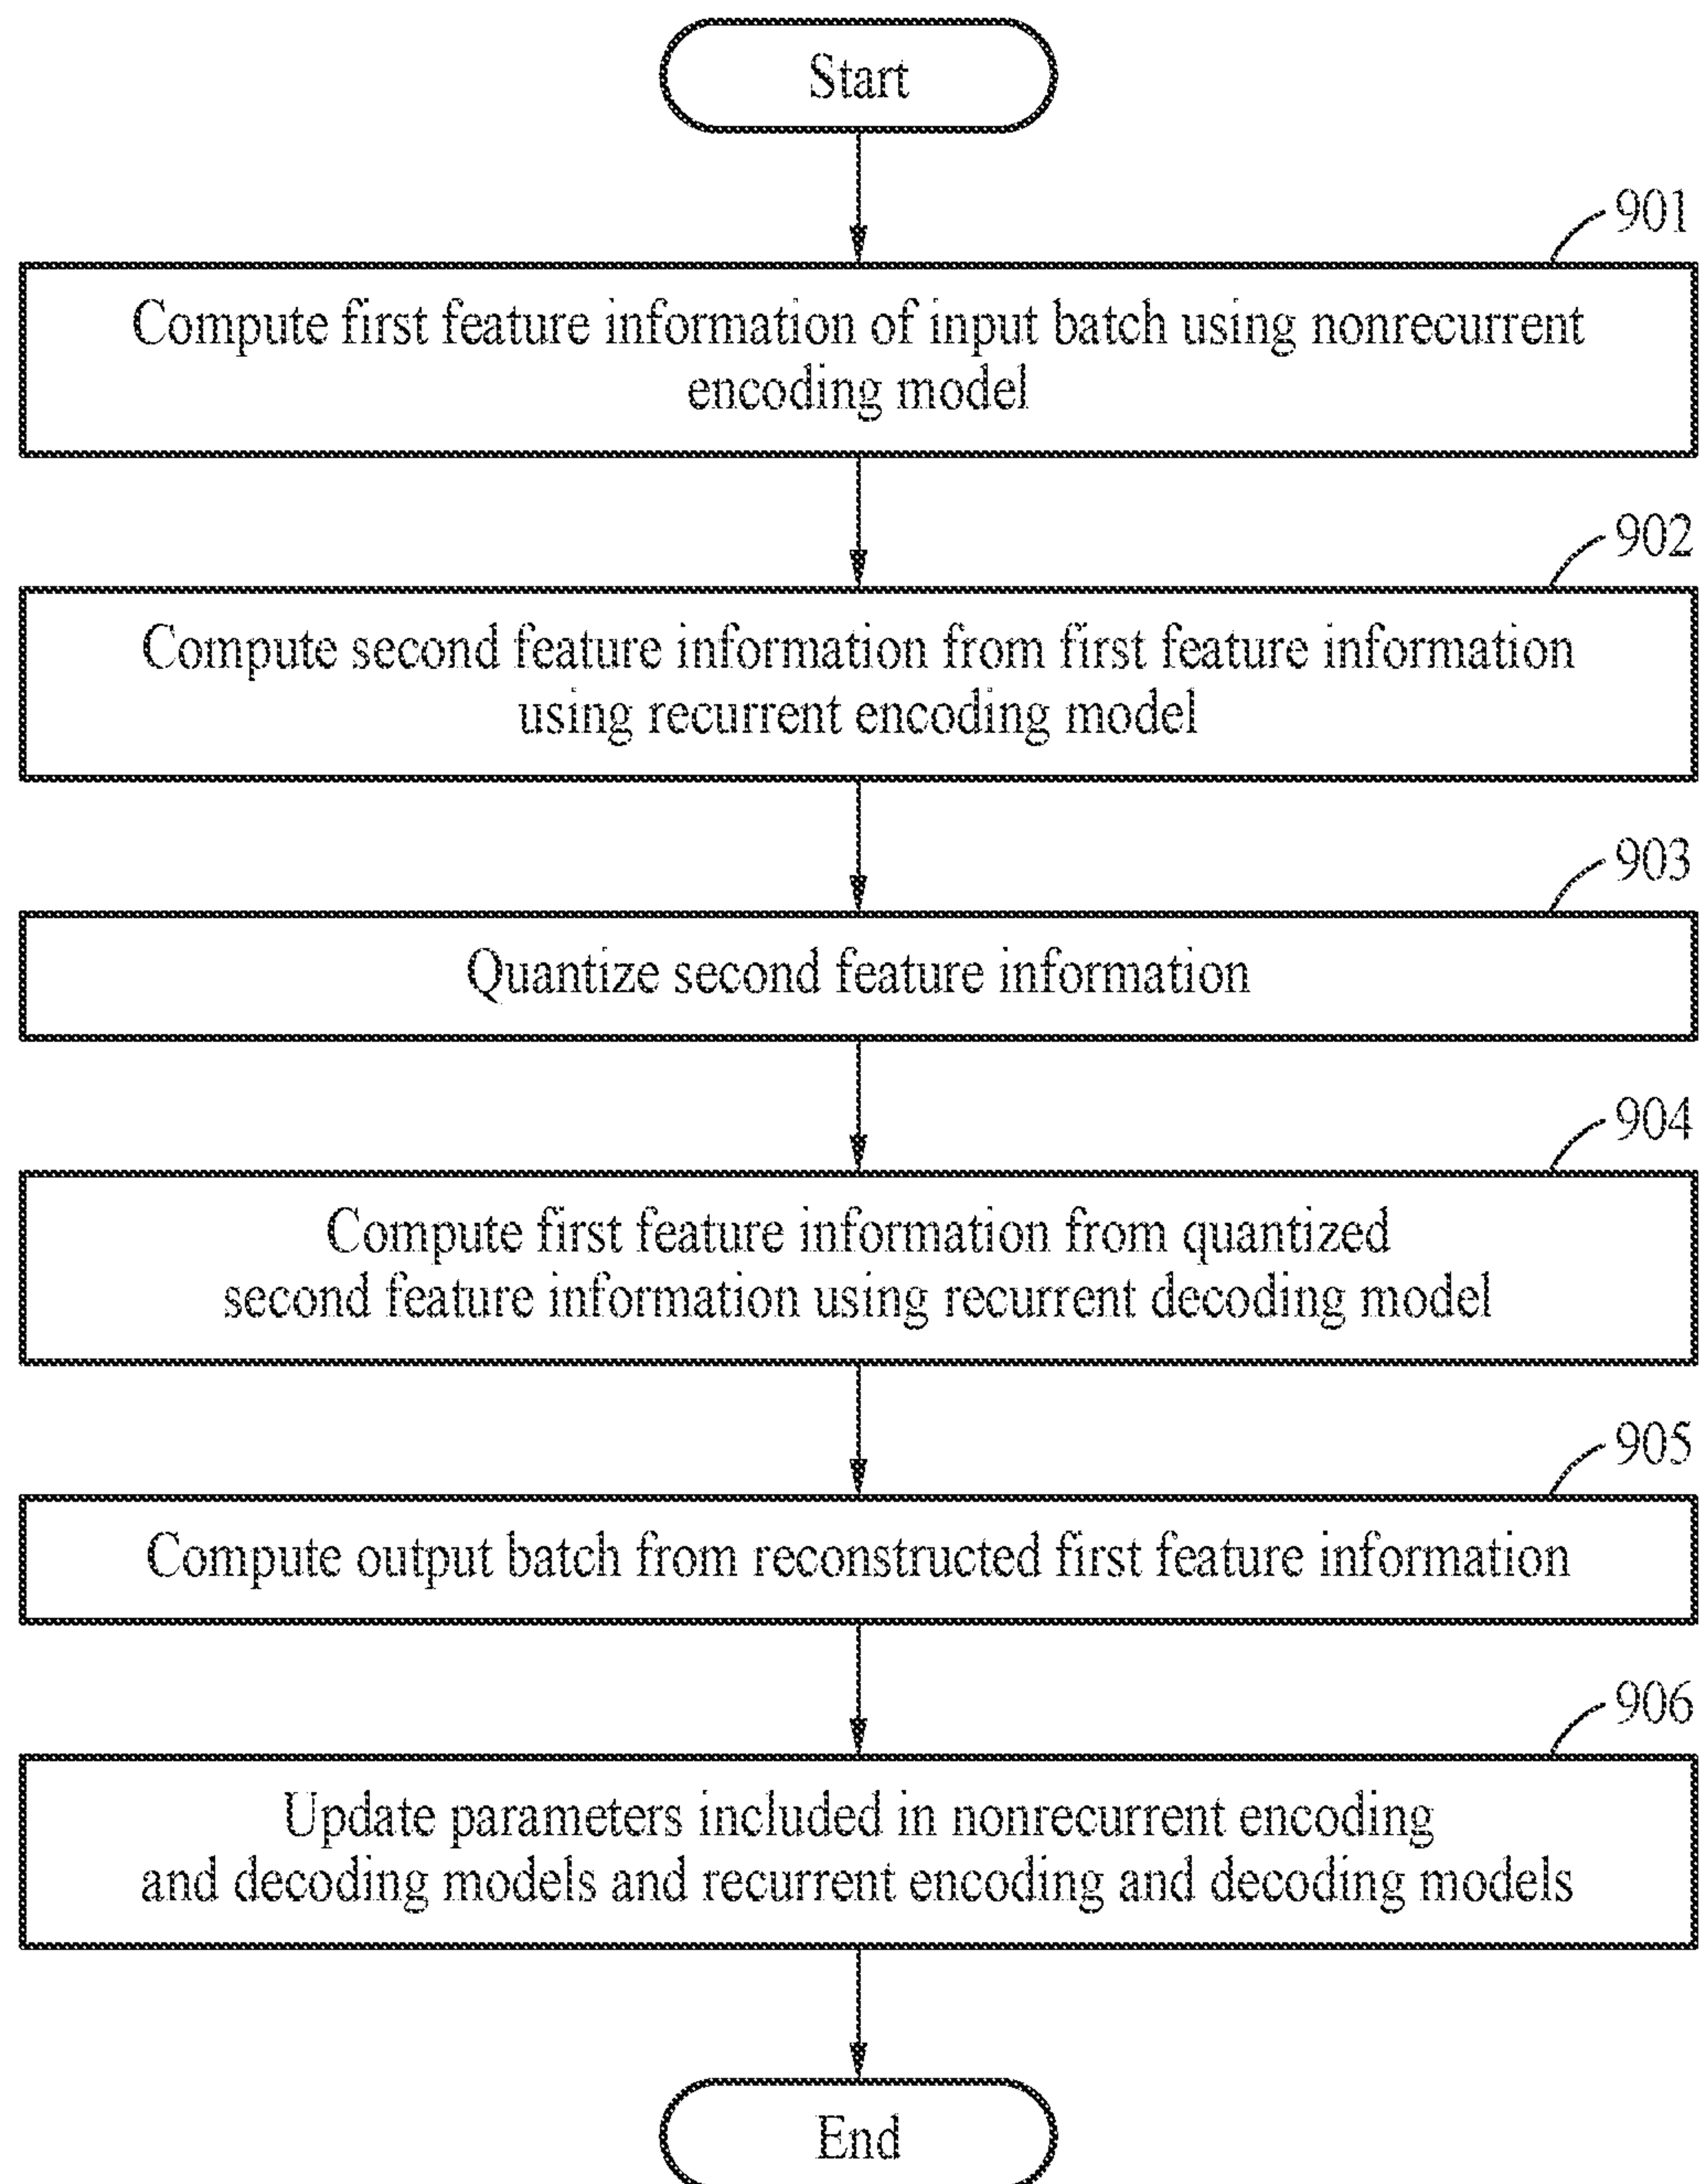 Start
901
Compute first feature information of input batch using nonrecurrent
encoding model
902
Compute second feature information from first feature information
using recurrent encoding model
903
Quantize second feature information
904
Compute first feature information from quantized
second feature information using recurrent decoding model
905
Compute output batch from reconstructed first feature information
906
Update parameters included in nonrecurrent encoding
and decoding models and recurrent encoding and decoding models
End